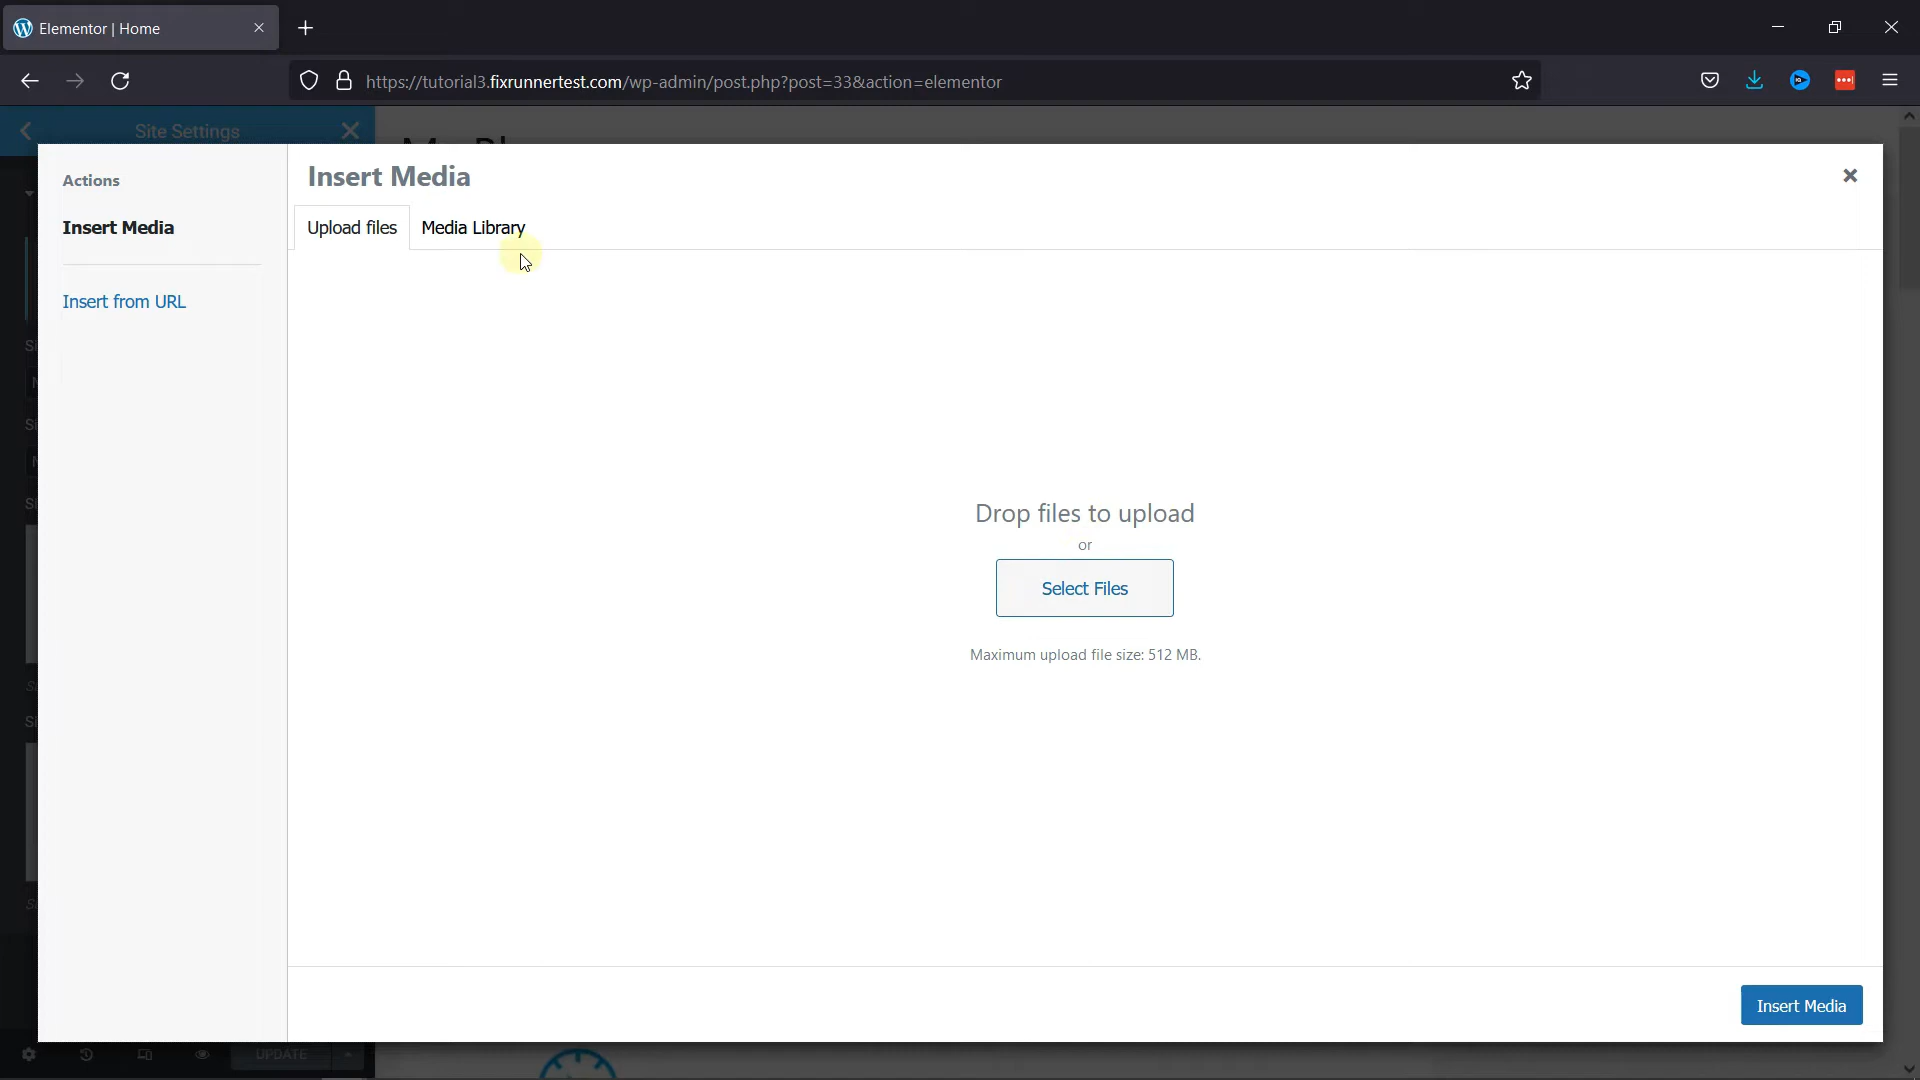 Elementor | Home
https://tutorial3.fixrunnertest.com/wp-admin/post.php?post=33&action=elementor
Site Settings
Actions
Insert Media
Insert from URL
Insert Media
Upload files
Media Library
Drop files to upload
or
Select Files
Maximum upload file size: 512 MB.
Insert Media
UPDATE